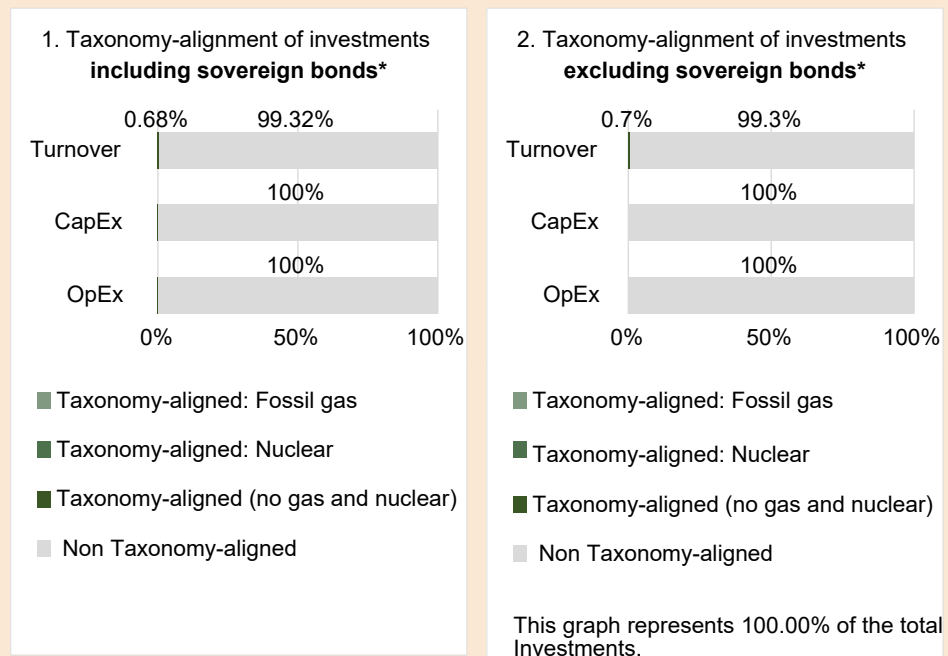 1. Taxonomy-alignment of investments
including sovereign bonds*
0.68% 99.32%
Turnover
100%
CapEx
100%
OpEx
0% 50% 100%
Taxonomy-aligned: Fossil gas
Taxonomy-aligned: Nuclear
Taxonomy-aligned (no gas and nuclear)
Non Taxonomy-aligned
2. Taxonomy-alignment of investments
excluding sovereign bonds*
0.7% 99.3%
Turnover
100%
CapEx
100%
OpEx
0% 50% 100%
Taxonomy-aligned: Fossil gas
Taxonomy-aligned: Nuclear
Taxonomy-aligned (no gas and nuclear)
Non Taxonomy-aligned
This graph represents 100.00% of the total
Investments.